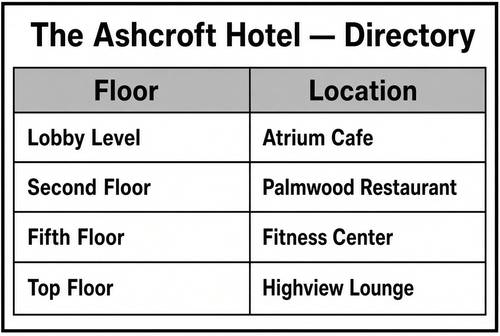 The Ashcroft Hotel — Directory
Floor Location
Lobby Level Atrium Cafe
Second Floor Palmwood Restaurant
Fifth Floor Fitness Center
Top Floor Highview Lounge